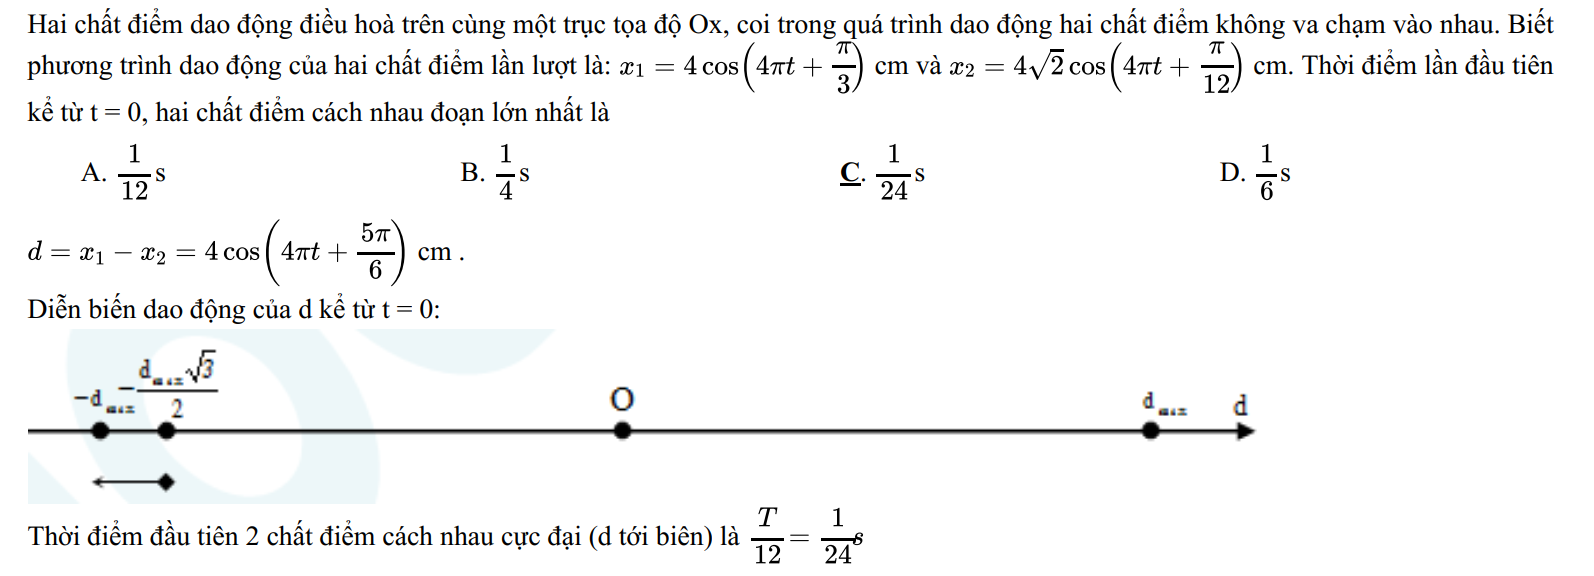 Hai chất điểm dao động điều hoà trên cùng một trục tọa độ Ox, coi trong quá trình dao động hai chất điểm không va chạm vào nhau. Biết
phương trình dao động của hai chất điểm lần lượt là: $x_1 = 4\cos\left(4\pi t + \frac{\pi}{3}\right)$ cm và $x_2 = 4\sqrt{2}\cos\left(4\pi t + \frac{\pi}{12}\right)$ cm. Thời điểm lần đầu tiên
kể từ t = 0, hai chất điểm cách nhau đoạn lớn nhất là
A. $\frac{1}{12}$ s B. $\frac{1}{4}$ s C. $\frac{1}{24}$ s D. $\frac{1}{6}$ s
$d = x_1 - x_2 = 4\cos\left(4\pi t + \frac{5\pi}{6}\right)$ cm .
Diễn biến dao động của d kể từ t = 0:
$-d_{max}$ $-\frac{d_{max}\sqrt{3}}{2}$ O $d_{max}$ d
Thời điểm đầu tiên 2 chất điểm cách nhau cực đại (d tới biên) là $\frac{T}{12} = \frac{1}{24}$ s